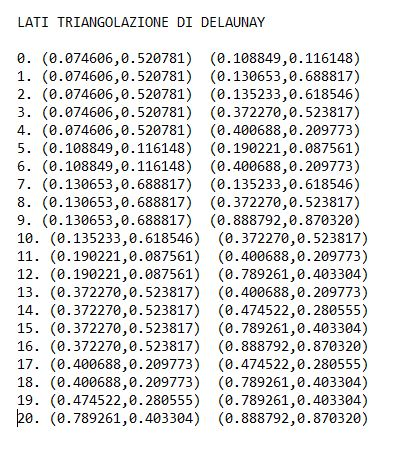 LATI TRIANGOLAZIONE DI DELAUNAY
0. (0.074606,0.520781) (0.108849,0.116148)
1. (0.074606,0.520781) (0.130653,0.688817)
2. (0.074606,0.520781) (0.135233,0.618546)
3. (0.074606,0.520781) (0.372270,0.523817)
4. (0.074606,0.520781) (0.400688,0.209773)
5. (0.108849,0.116148) (0.190221,0.087561)
6. (0.108849,0.116148) (0.400688,0.209773)
7. (0.130653,0.688817) (0.135233,0.618546)
8. (0.130653,0.688817) (0.372270,0.523817)
9. (0.130653,0.688817) (0.888792,0.870320)
10. (0.135233,0.618546) (0.372270,0.523817)
11. (0.190221,0.087561) (0.400688,0.209773)
12. (0.190221,0.087561) (0.789261,0.403304)
13. (0.372270,0.523817) (0.400688,0.209773)
14. (0.372270,0.523817) (0.474522,0.280555)
15. (0.372270,0.523817) (0.789261,0.403304)
16. (0.372270,0.523817) (0.888792,0.870320)
17. (0.400688,0.209773) (0.474522,0.280555)
18. (0.400688,0.209773) (0.789261,0.403304)
19. (0.474522,0.280555) (0.789261,0.403304)
20. (0.789261,0.403304) (0.888792,0.870320)